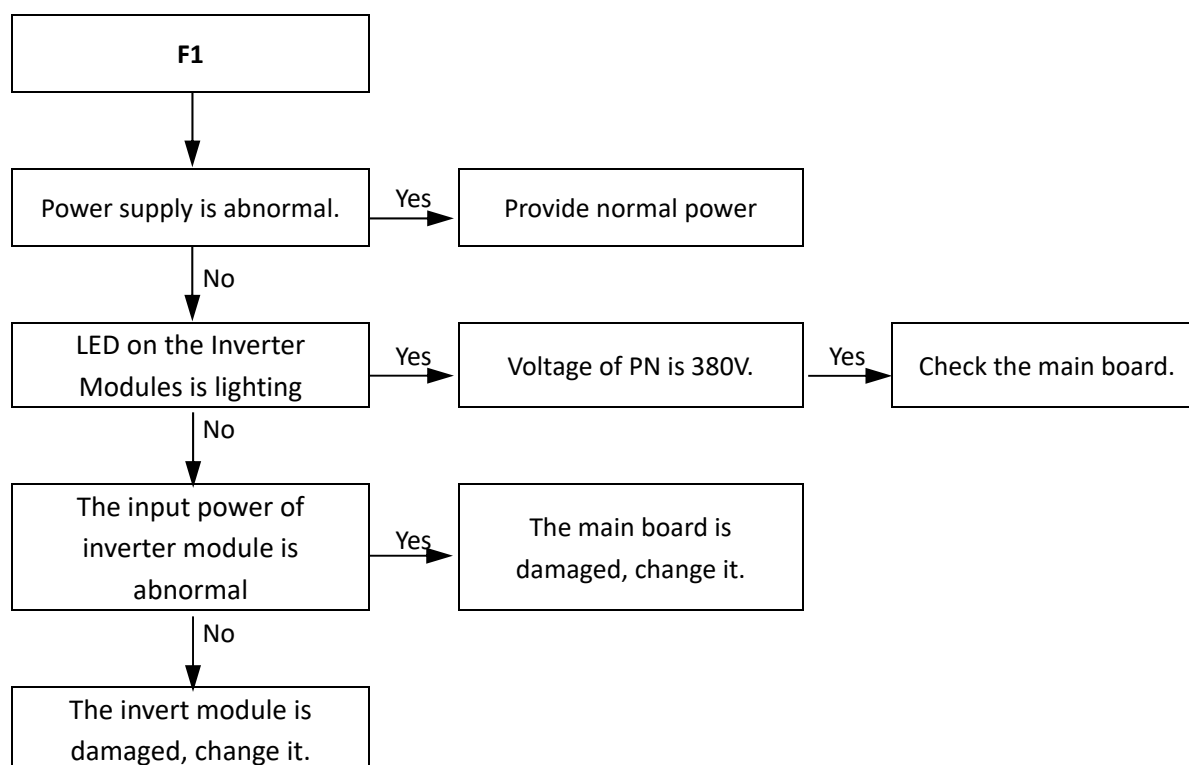 F1
Power supply is abnormal.
Yes
Provide normal power
No
LED on the Inverter
Modules is lighting
Yes
Voltage of PN is 380V.
Yes
Check the main board.
No
The input power of
inverter module is
abnormal
Yes
The main board is
damaged, change it.
No
The invert module is
damaged, change it.